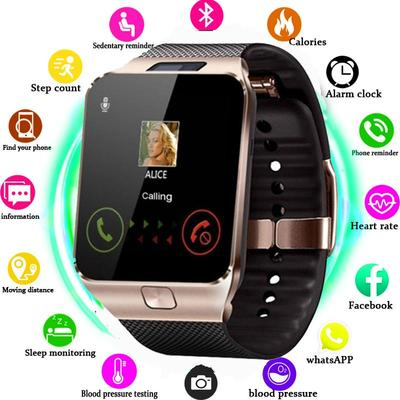 Sedentary reminder
Calories
Step count
Alarm clock
Find your phone
Phone reminder
ALICE
Calling
information
Heart rate
Moving distance
Facebook
Sleep monitoring
whatsAPP
Blood pressure testing
blood pressure